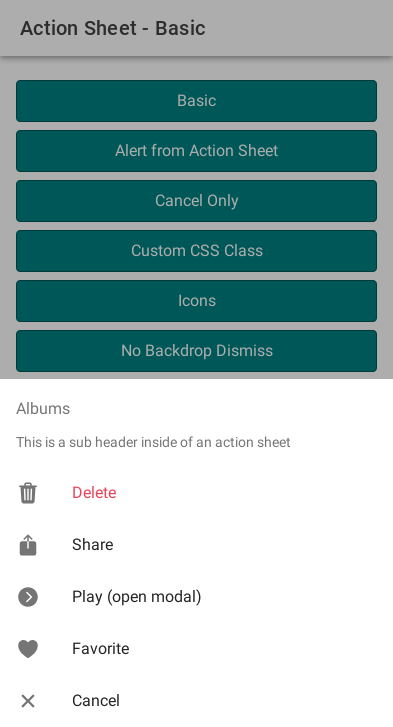 Action Sheet - Basic
Basic
Alert from Action Sheet
Cancel Only
Custom CSS Class
Icons
No Backdrop Dismiss
Albums
This is a sub header inside of an action sheet
Delete
Share
Play (open modal)
Favorite
Cancel